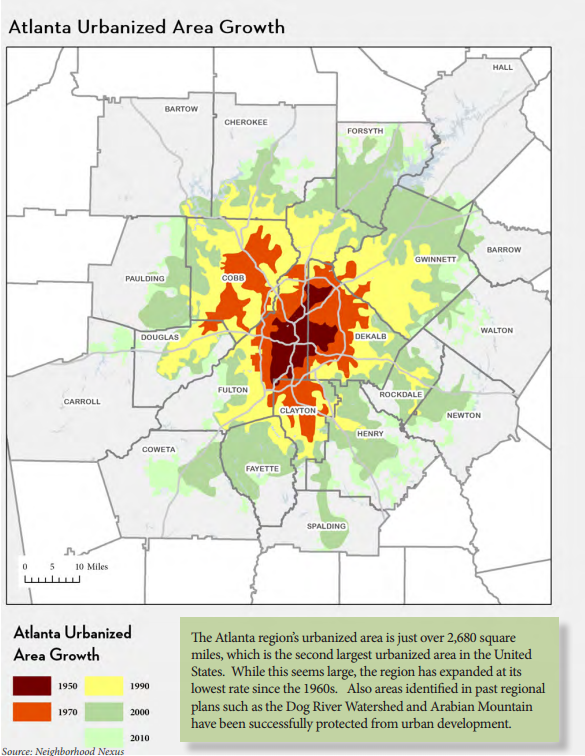 Atlanta Urbanized Area Growth
HALL
BARTOW
CHEROKEE
FORSYTH
GWINNETT
BARROW
PAULDING
COBB
DOUGLAS
DEKALB
WALTON
FULTON
ROCKDALE
CARROLL
CLAYTON
NEWTON
HENRY
COWETA
FAYETTE
SPALDING
0 5 10 Miles
Atlanta Urbanized
Area Growth
1950 1990
1970 2000
2010
The Atlanta region's urbanized area is just over 2,680 square
miles, which is the second largest urbanized area in the United
States. While this seems large, the region has expanded at its
lowest rate since the 1960s. Also areas identified in past regional
plans such as the Dog River Watershed and Arabian Mountain
have been successfully protected from urban development.
Source: Neighborhood Nexus